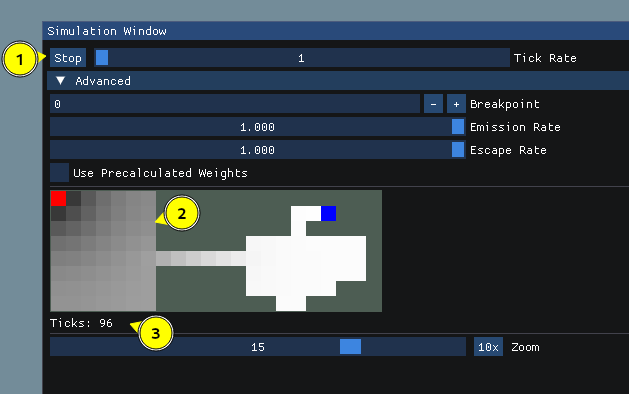 Simulation Window
1 Stop 1 Tick Rate
▼ Advanced
0 - + Breakpoint
1.000 Emission Rate
1.000 Escape Rate
Use Precalculated Weights
2
Ticks: 96
3
15 10x Zoom